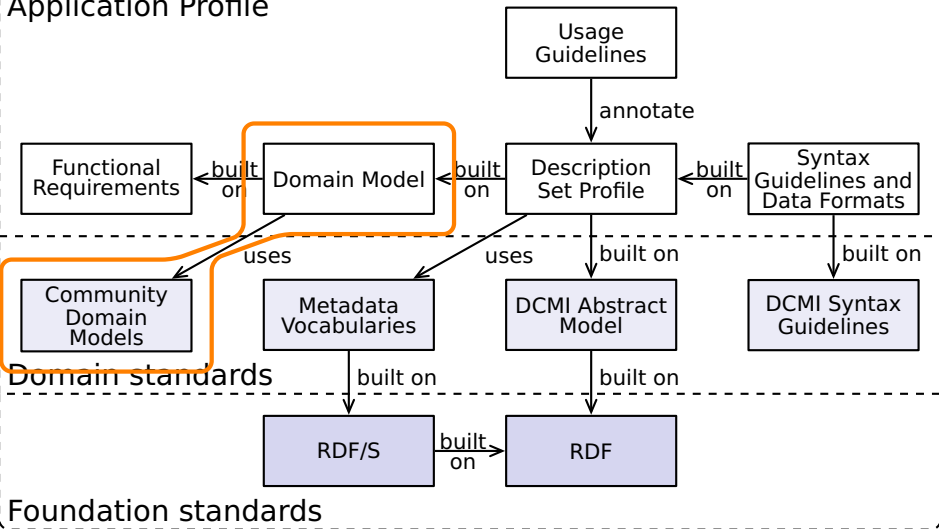 Application Profile
Usage
Guidelines
annotate
Functional
Requirements
built
on
Domain Model
built
on
Description
Set Profile
built
on
Syntax
Guidelines and
Data Formats
uses
uses
built on
built on
Community
Domain
Models
Metadata
Vocabularies
DCMI Abstract
Model
DCMI Syntax
Guidelines
Domain standards
built on
built on
RDF/S
built
on
RDF
Foundation standards